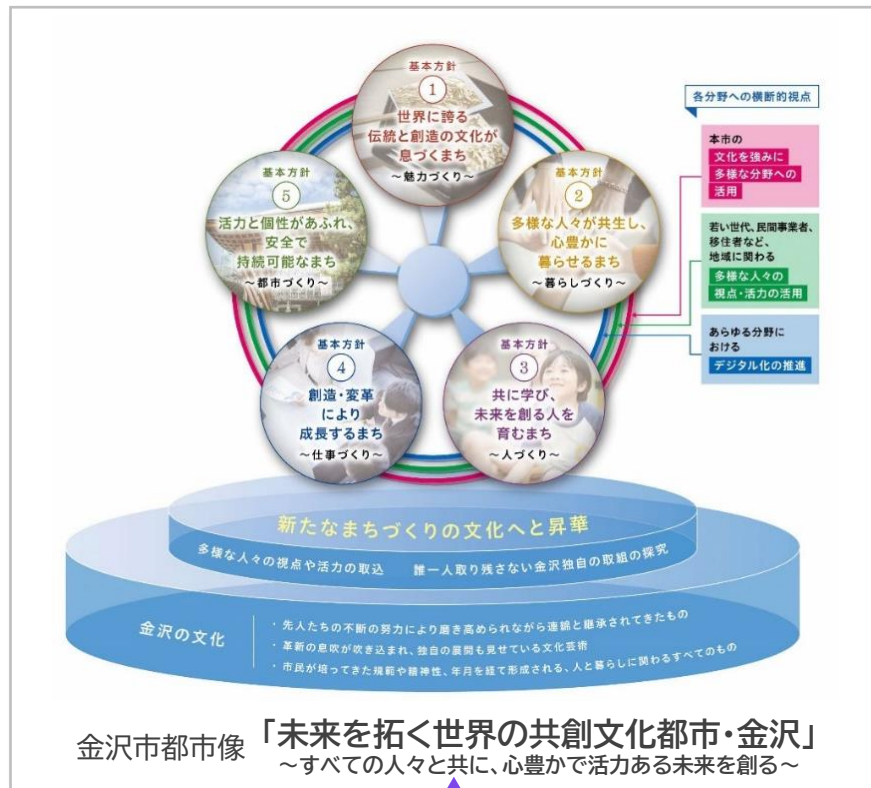 基本方針
1
世界に誇る
伝統と創造の文化が
息づくまち
～魅力づくり～
基本方針
2
多様な人々が共生し、
心豊かに
暮らせるまち
～暮らしづくり～
基本方針
3
共に学び、
未来を創る人を
育むまち
～人づくり～
基本方針
4
創造・変革
により
成長するまち
～仕事づくり～
基本方針
5
活力と個性があふれ、
安全で
持続可能なまち
～都市づくり～
各分野への横断的視点
本市の
文化を強みに
多様な分野への
活用
若い世代、民間事業者、
移住者など、
地域に関わる
多様な人々の
視点・活力の活用
あらゆる分野に
おける
デジタル化の推進
新たなまちづくりの文化へと昇華
多様な人々の視点や活力の取込 誰一人取り残さない金沢独自の取組の探究
金沢の文化
・先人たちの不断の努力により磨き高められながら連綿と継承されてきたもの
・革新の息吹が吹き込まれ、独自の展開も見せている文化芸術
・市民が培ってきた規範や精神性、年月を経て形成される、人と暮らしに関わるすべてのもの
金沢市都市像 「未来を拓く世界の共創文化都市・金沢」
～すべての人々と共に、心豊かで活力ある未来を創る～